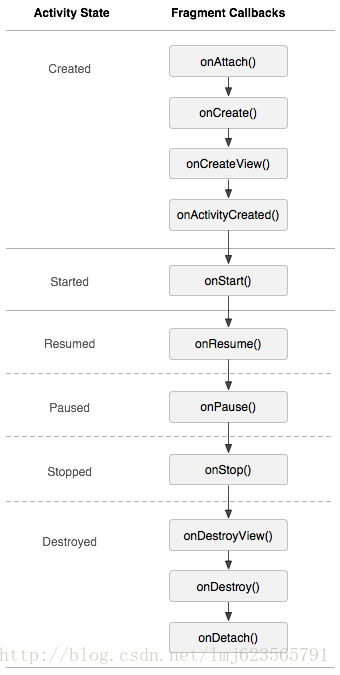 Activity State Fragment Callbacks
Created
onAttach()
onCreate()
onCreateView()
onActivityCreated()
Started
onStart()
Resumed
onResume()
Paused
onPause()
Stopped
onStop()
Destroyed
onDestroyView()
onDestroy()
onDetach()
http://blog.csdn.net/lmj623565791